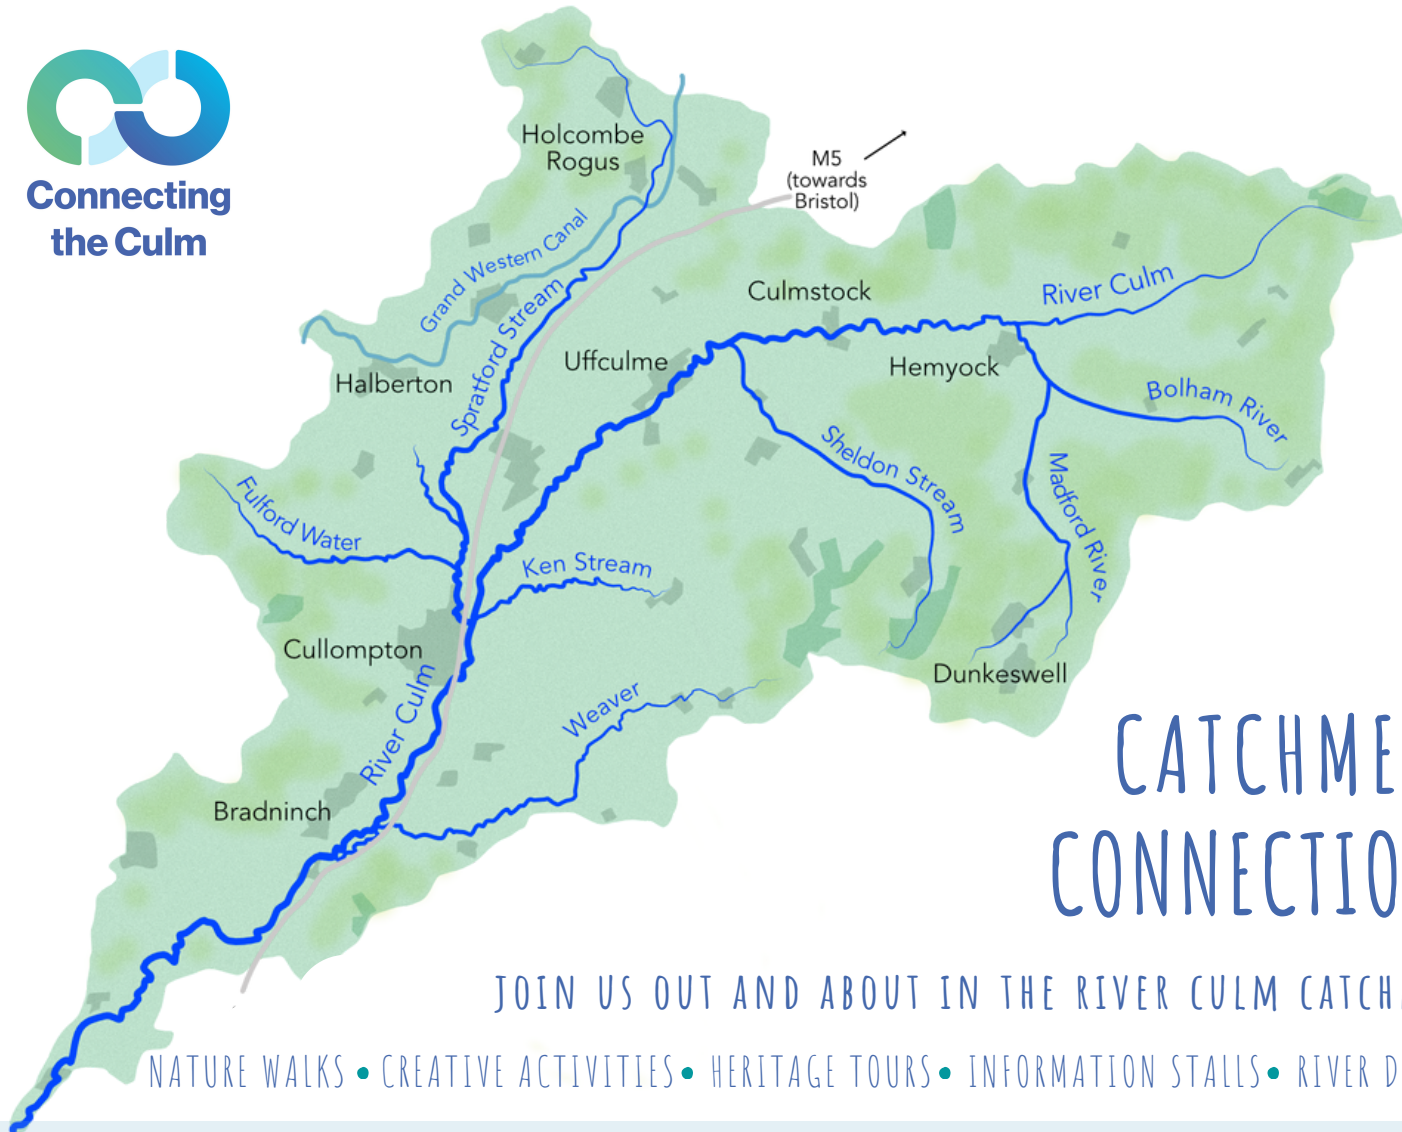 Connecting
the Culm
Holcombe
Rogus
M5
(towards
Bristol)
Grand Western Canal
Culmstock
River Culm
Spratford Stream
Uffculme
Hemyock
Halberton
Bolham River
Sheldon Stream
Madford River
Fulford Water
Ken Stream
Cullompton
Dunkeswell
Weaver
River Culm
Bradninch
CATCHME
CONNECTIO
JOIN US OUT AND ABOUT IN THE RIVER CULM CATCH
NATURE WALKS • CREATIVE ACTIVITIES • HERITAGE TOURS • INFORMATION STALLS • RIVER D